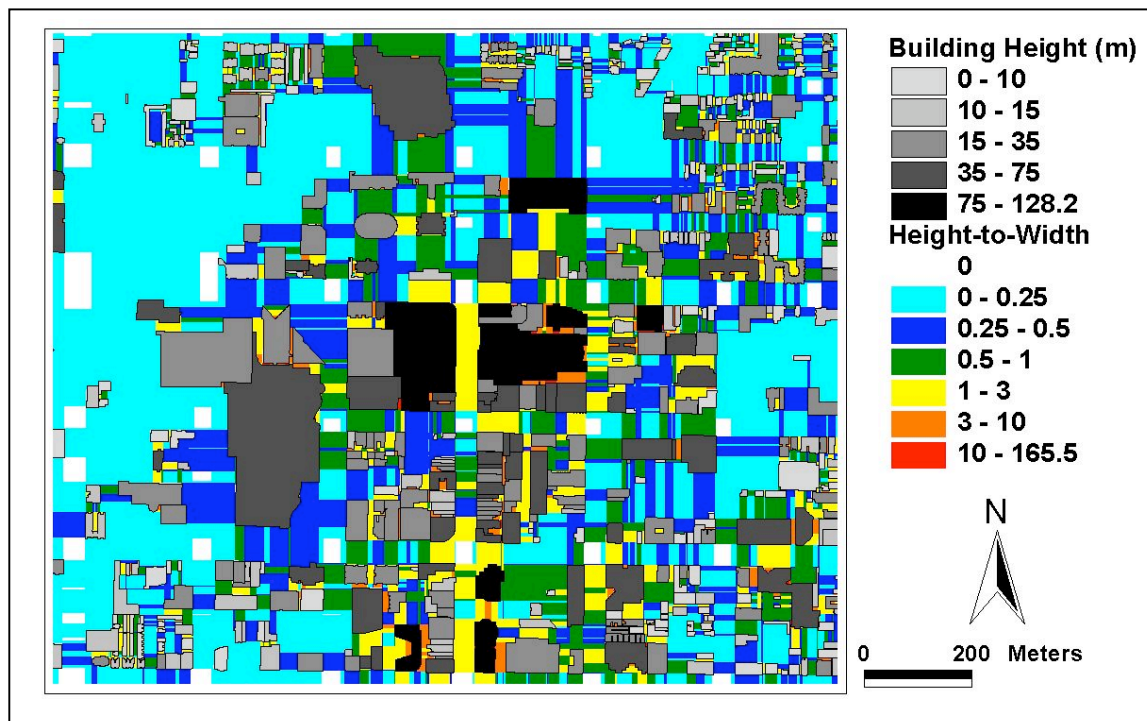 Building Height (m)
0 - 10
10 - 15
15 - 35
35 - 75
75 - 128.2
Height-to-Width
0
0 - 0.25
0.25 - 0.5
0.5 - 1
1 - 3
3 - 10
10 - 165.5
N
0 200 Meters